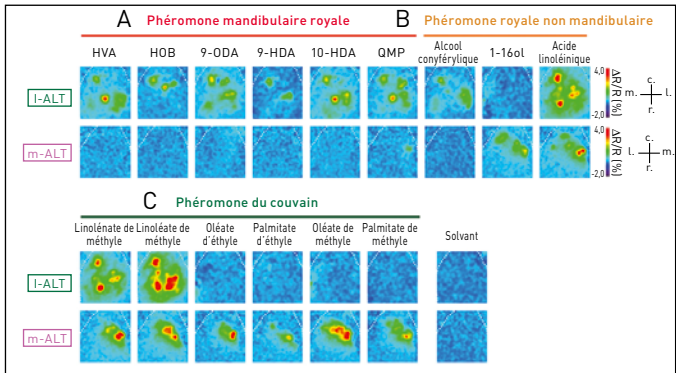 A Phéromone mandibulaire royale
B Phéromone royale non mandibulaire
HVA HOB 9-ODA 9-HDA 10-HDA QMP
Alcool
conyférylique
1-16ol
Acide
linoléinique
l-ALT
4,0
-2,0
ΔR/R (%)
c.
m. l.
r.
m-ALT
4,0
-2,0
ΔR/R (%)
c.
l. m.
r.
C Phéromone du couvain
Linolénate de
méthyle
Linoléate de
méthyle
Oléate
d'éthyle
Palmitate
d'éthyle
Oléate de
méthyle
Palmitate de
méthyle
Solvant
l-ALT
m-ALT